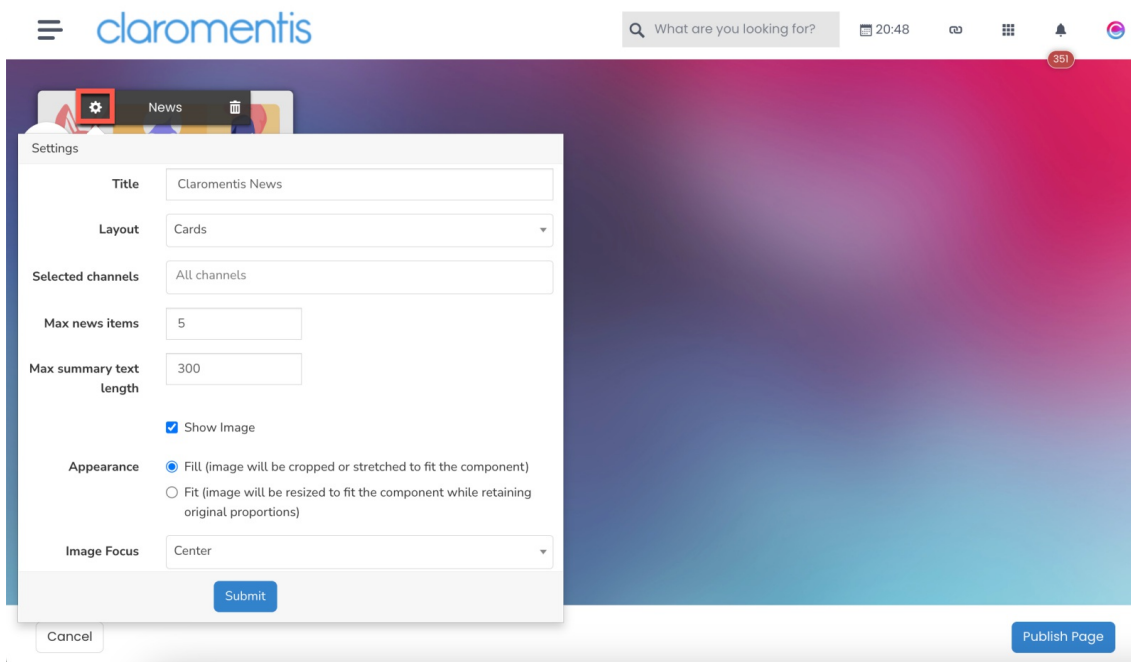 claromentis
What are you looking for?
20:48
351
News
Settings
Title
Claromentis News
Layout
Cards
Selected channels
All channels
Max news items
5
Max summary text
length
300
Show Image
Appearance
Fill (image will be cropped or stretched to fit the component)
Fit (image will be resized to fit the component while retaining
original proportions)
Image Focus
Center
Submit
Cancel
Publish Page